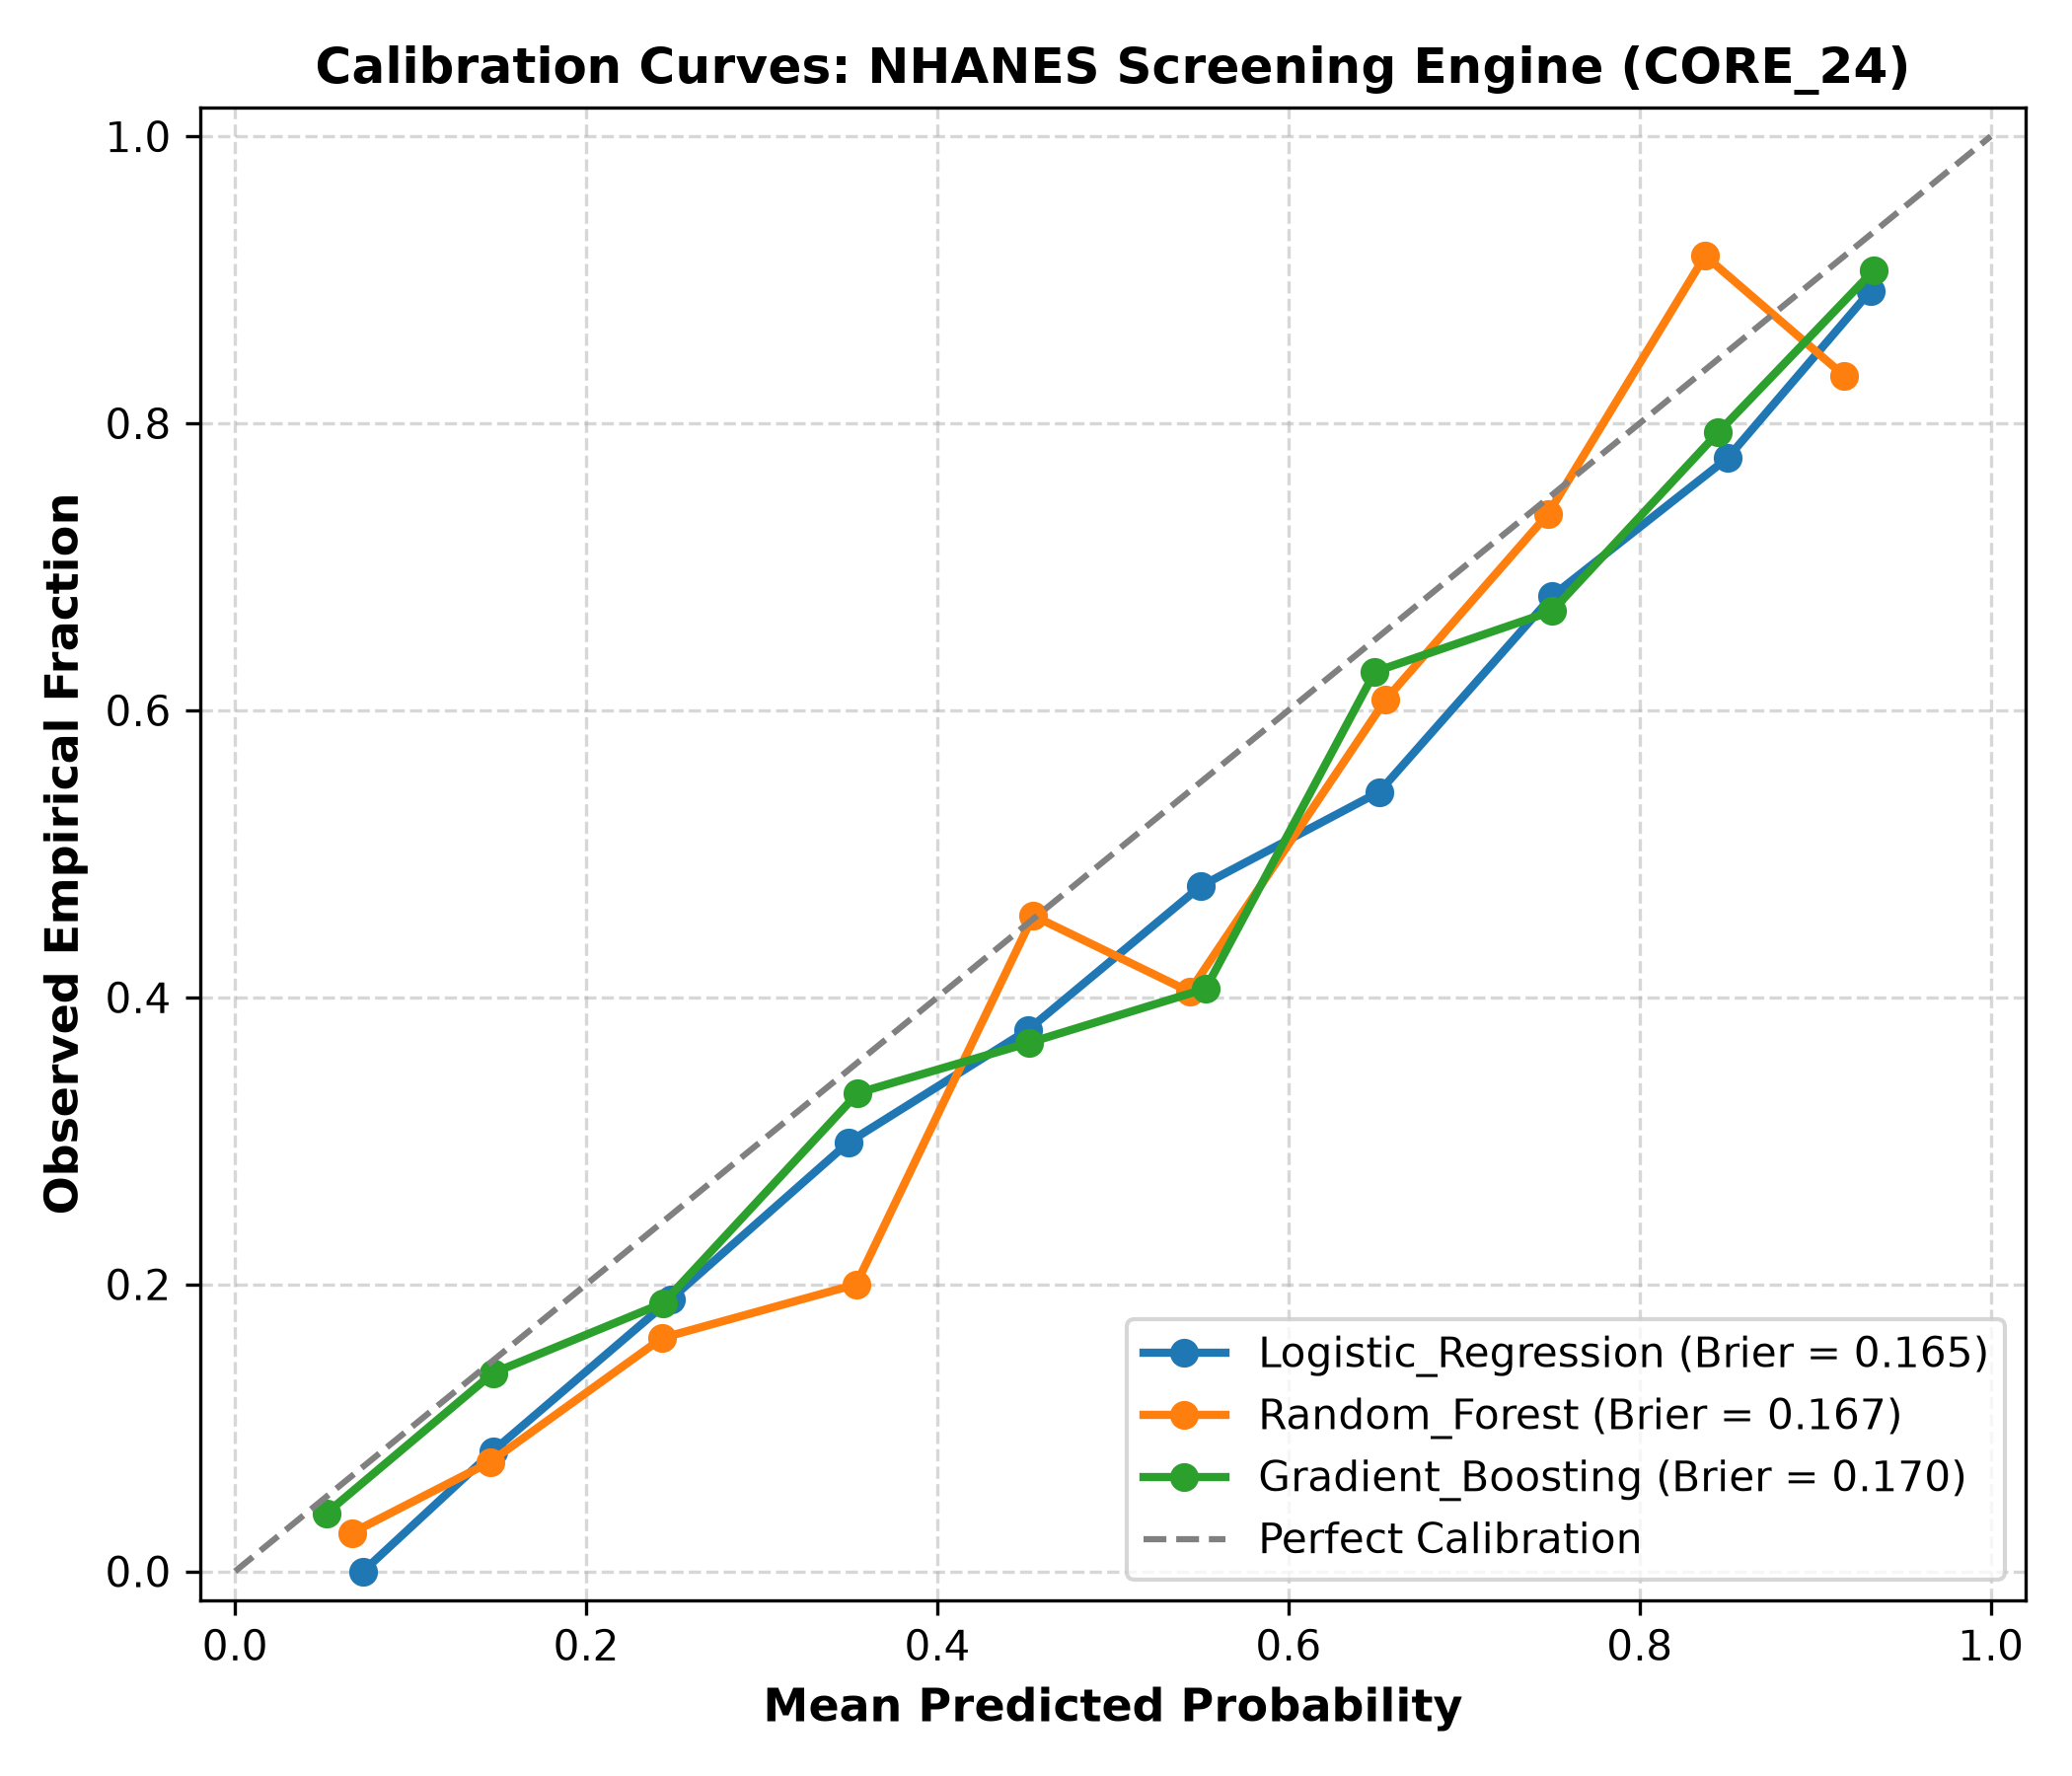 Calibration Curves: NHANES Screening Engine (CORE_24)
Observed Empirical Fraction
1.0
0.8
0.6
0.4
0.2
0.0
0.0 0.2 0.4 0.6 0.8 1.0
Mean Predicted Probability
Logistic_Regression (Brier = 0.165)
Random_Forest (Brier = 0.167)
Gradient_Boosting (Brier = 0.170)
Perfect Calibration